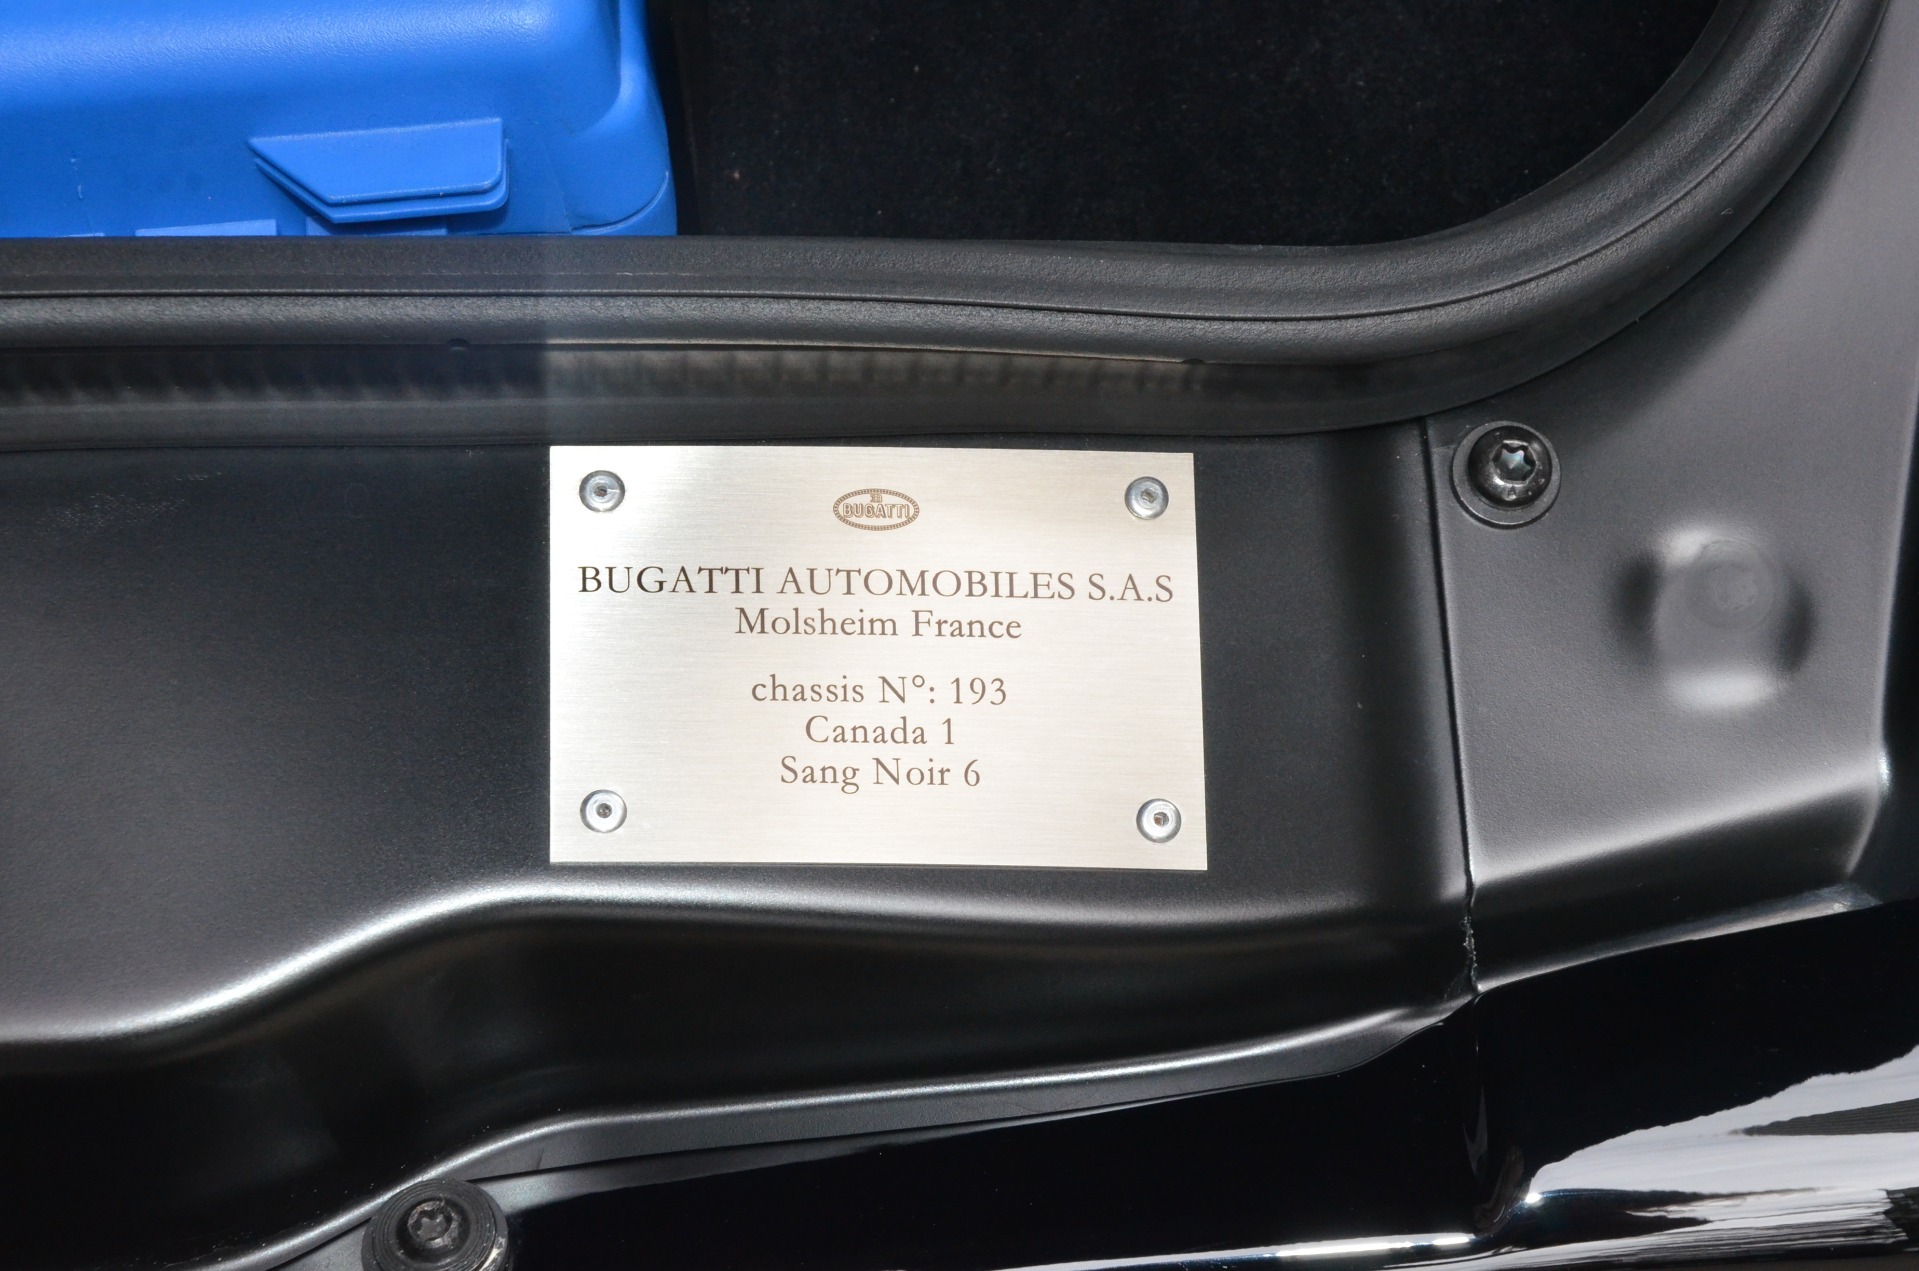 BUGATTI
BUGATTI AUTOMOBILES S.A.S
Molsheim France
chassis N°: 193
Canada 1
Sang Noir 6